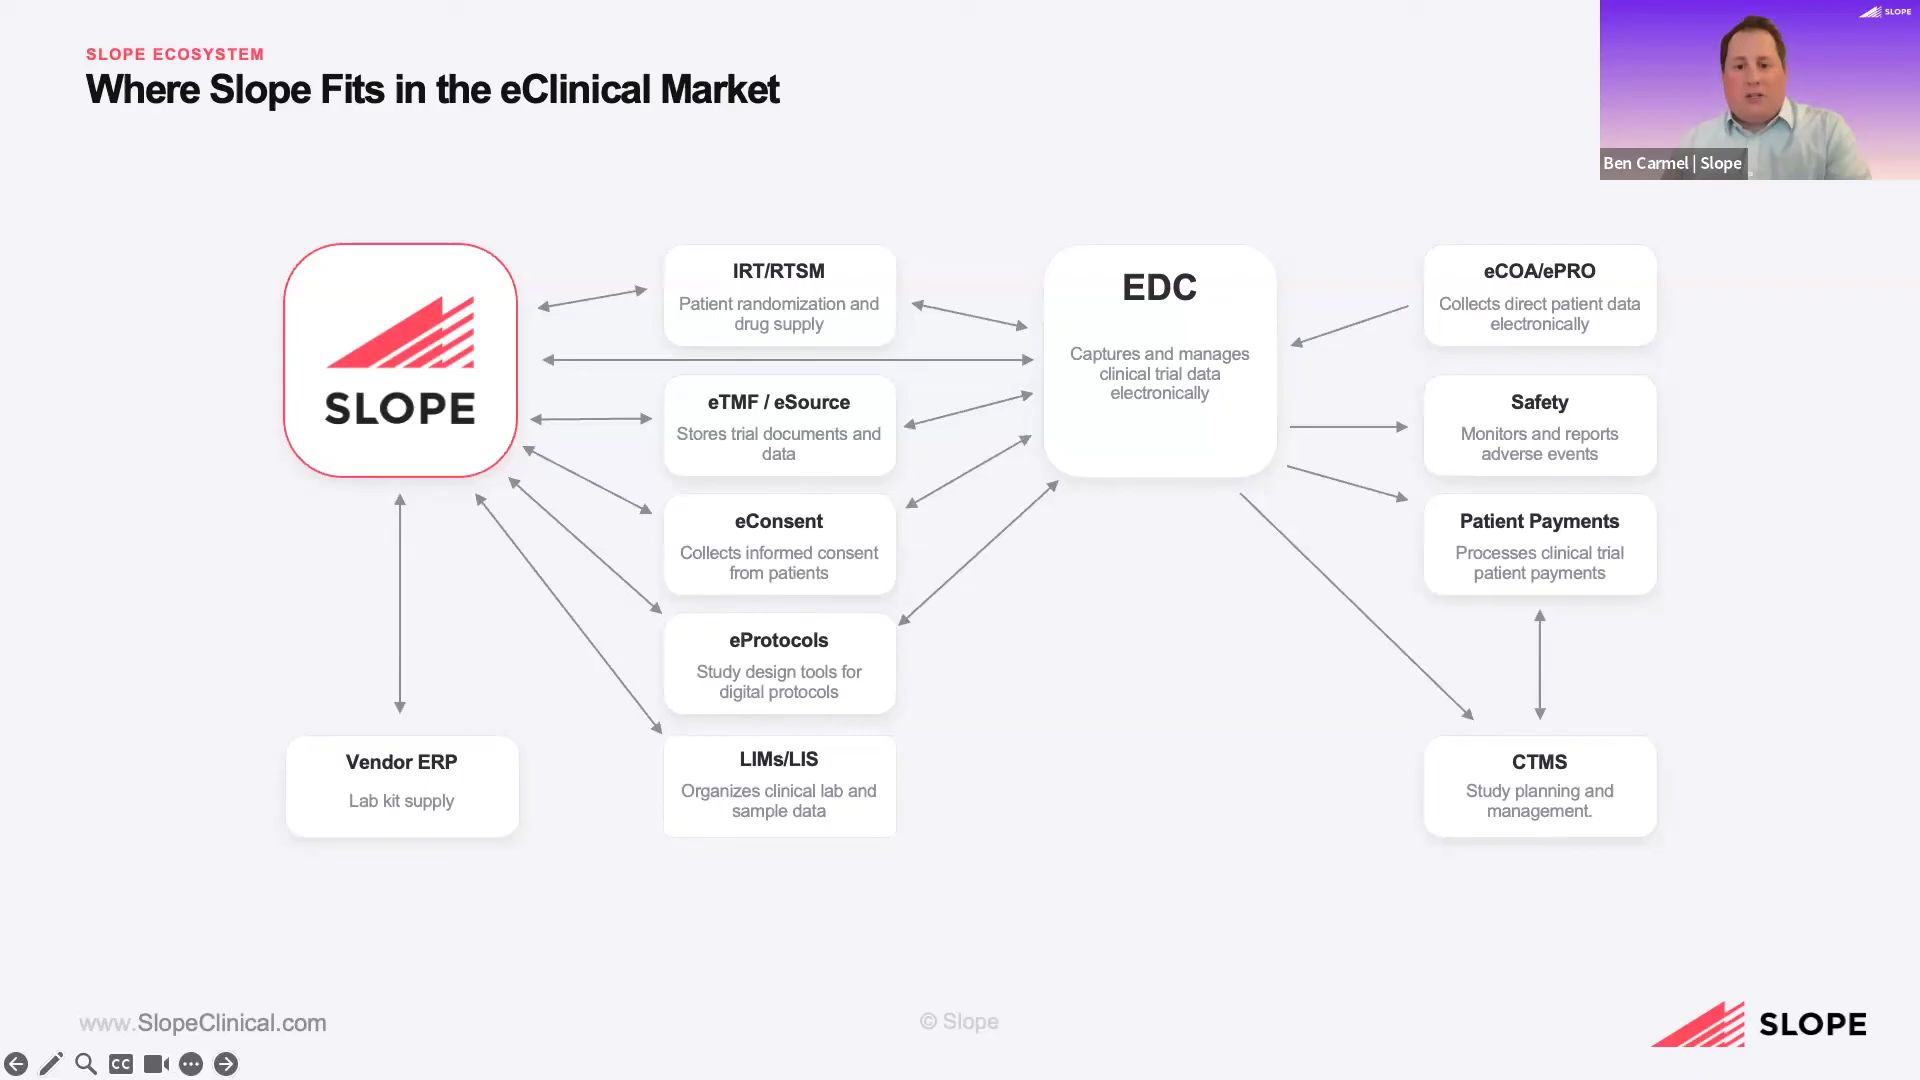 SLOPE ECOSYSTEM
Where Slope Fits in the eClinical Market
SLOPE
Ben Carmel | Slope
SLOPE
IRT/RTSM
Patient randomization and
drug supply
eTMF / eSource
Stores trial documents and
data
eConsent
Collects informed consent
from patients
eProtocols
Study design tools for
digital protocols
LIMs/LIS
Organizes clinical lab and
sample data
Vendor ERP
Lab kit supply
EDC
Captures and manages
clinical trial data
electronically
eCOA/ePRO
Collects direct patient data
electronically
Safety
Monitors and reports
adverse events
Patient Payments
Processes clinical trial
patient payments
CTMS
Study planning and
management.
www.SlopeClinical.com
© Slope
SLOPE
CC